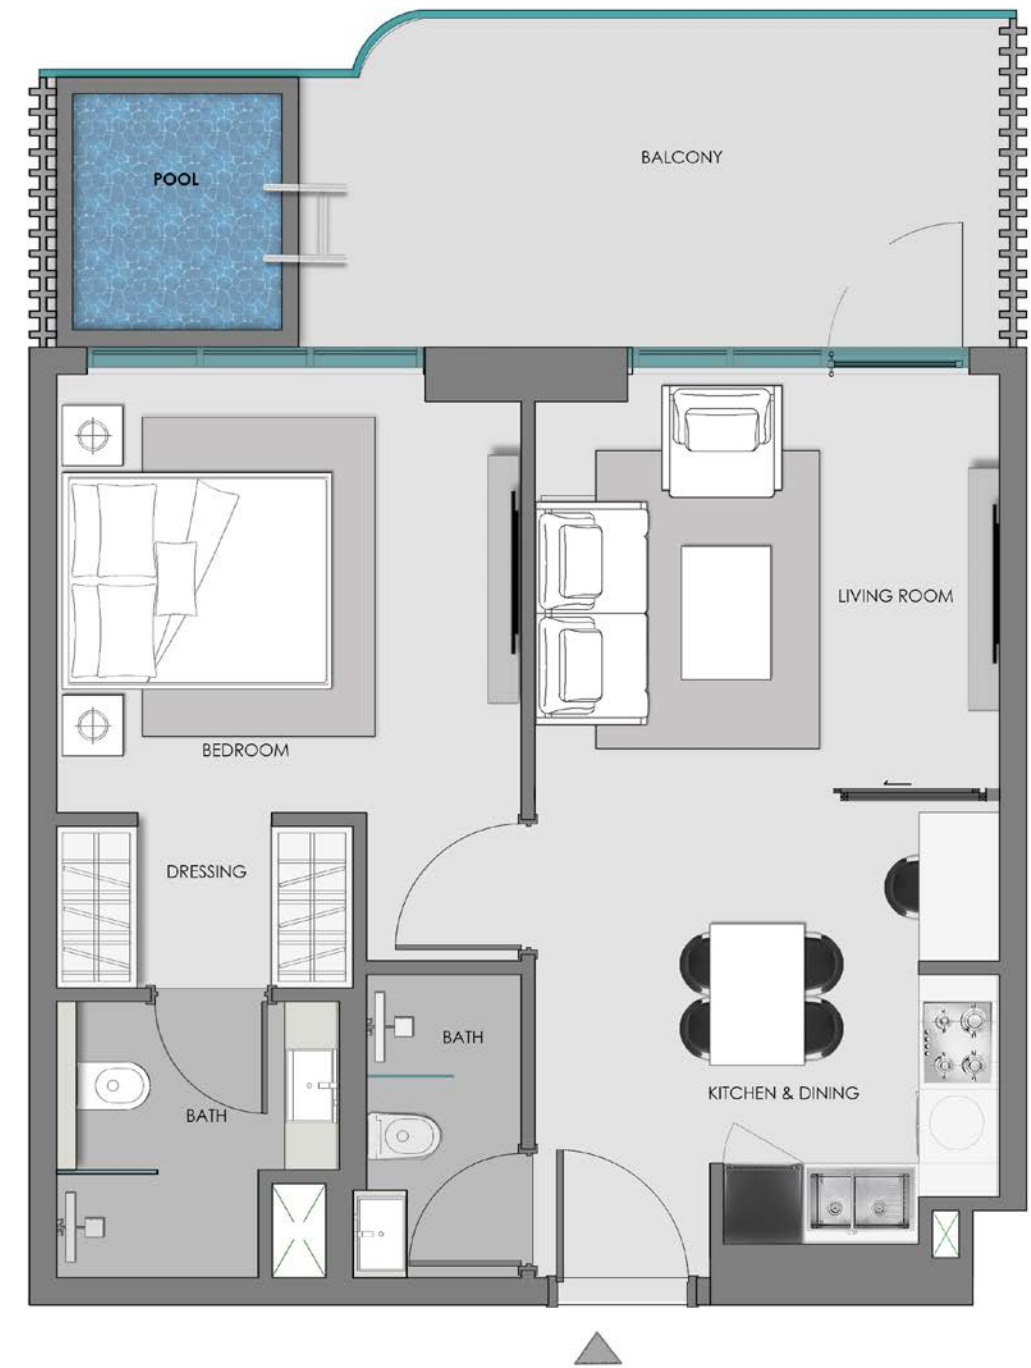 BALCONY
POOL
LIVING ROOM
BEDROOM
DRESSING
BATH
KITCHEN & DINING
BATH